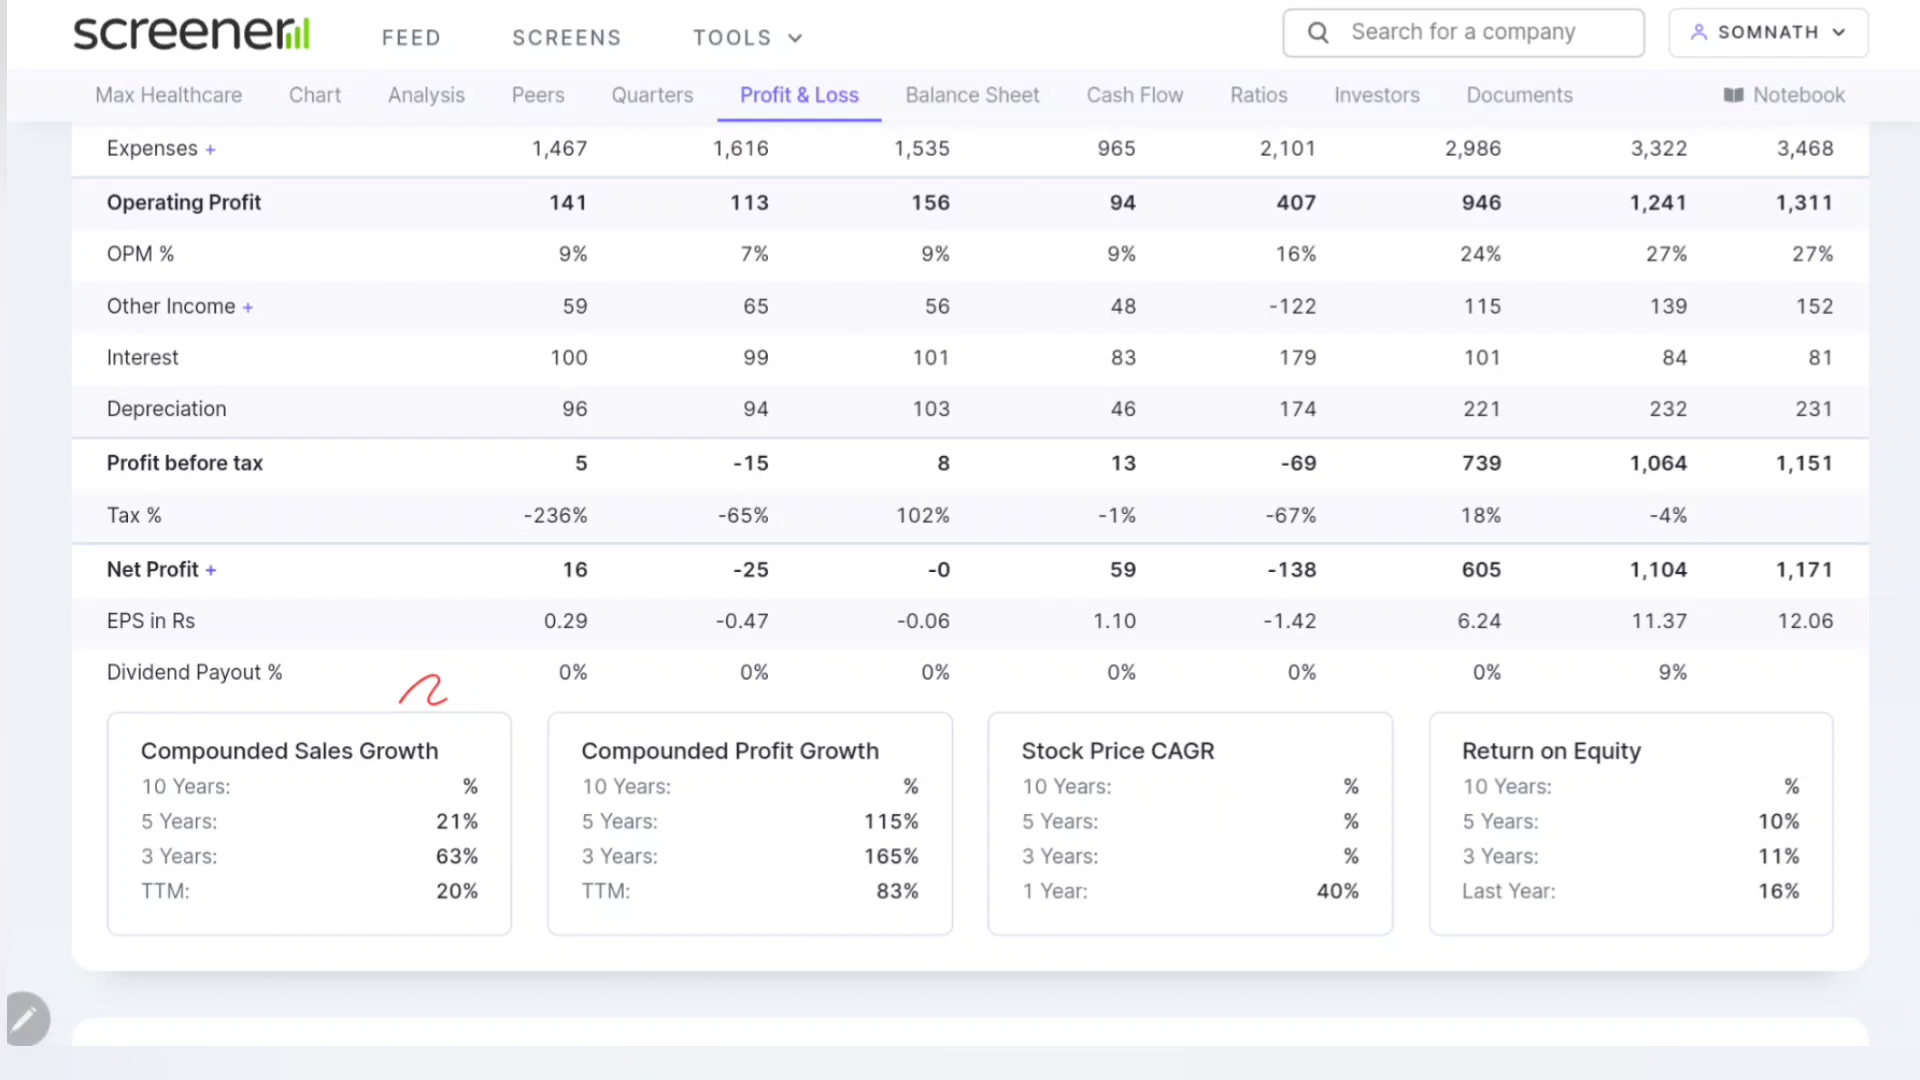 screener
FEED SCREENS TOOLS
Search for a company
SOMNATH
Max Healthcare Chart Analysis Peers Quarters Profit & Loss Balance Sheet Cash Flow Ratios Investors Documents Notebook
Expenses + 1,467 1,616 1,535 965 2,101 2,986 3,322 3,468
Operating Profit 141 113 156 94 407 946 1,241 1,311
OPM % 9% 7% 9% 9% 16% 24% 27% 27%
Other Income + 59 65 56 48 -122 115 139 152
Interest 100 99 101 83 179 101 84 81
Depreciation 96 94 103 46 174 221 232 231
Profit before tax 5 -15 8 13 -69 739 1,064 1,151
Tax % -236% -65% 102% -1% -67% 18% -4%
Net Profit + 16 -25 -0 59 -138 605 1,104 1,171
EPS in Rs 0.29 -0.47 -0.06 1.10 -1.42 6.24 11.37 12.06
Dividend Payout % 0% 0% 0% 0% 0% 0% 9%
Compounded Sales Growth
10 Years: %
5 Years: 21%
3 Years: 63%
TTM: 20%
Compounded Profit Growth
10 Years: %
5 Years: 115%
3 Years: 165%
TTM: 83%
Stock Price CAGR
10 Years: %
5 Years: %
3 Years: %
1 Year: 40%
Return on Equity
10 Years: %
5 Years: 10%
3 Years: 11%
Last Year: 16%